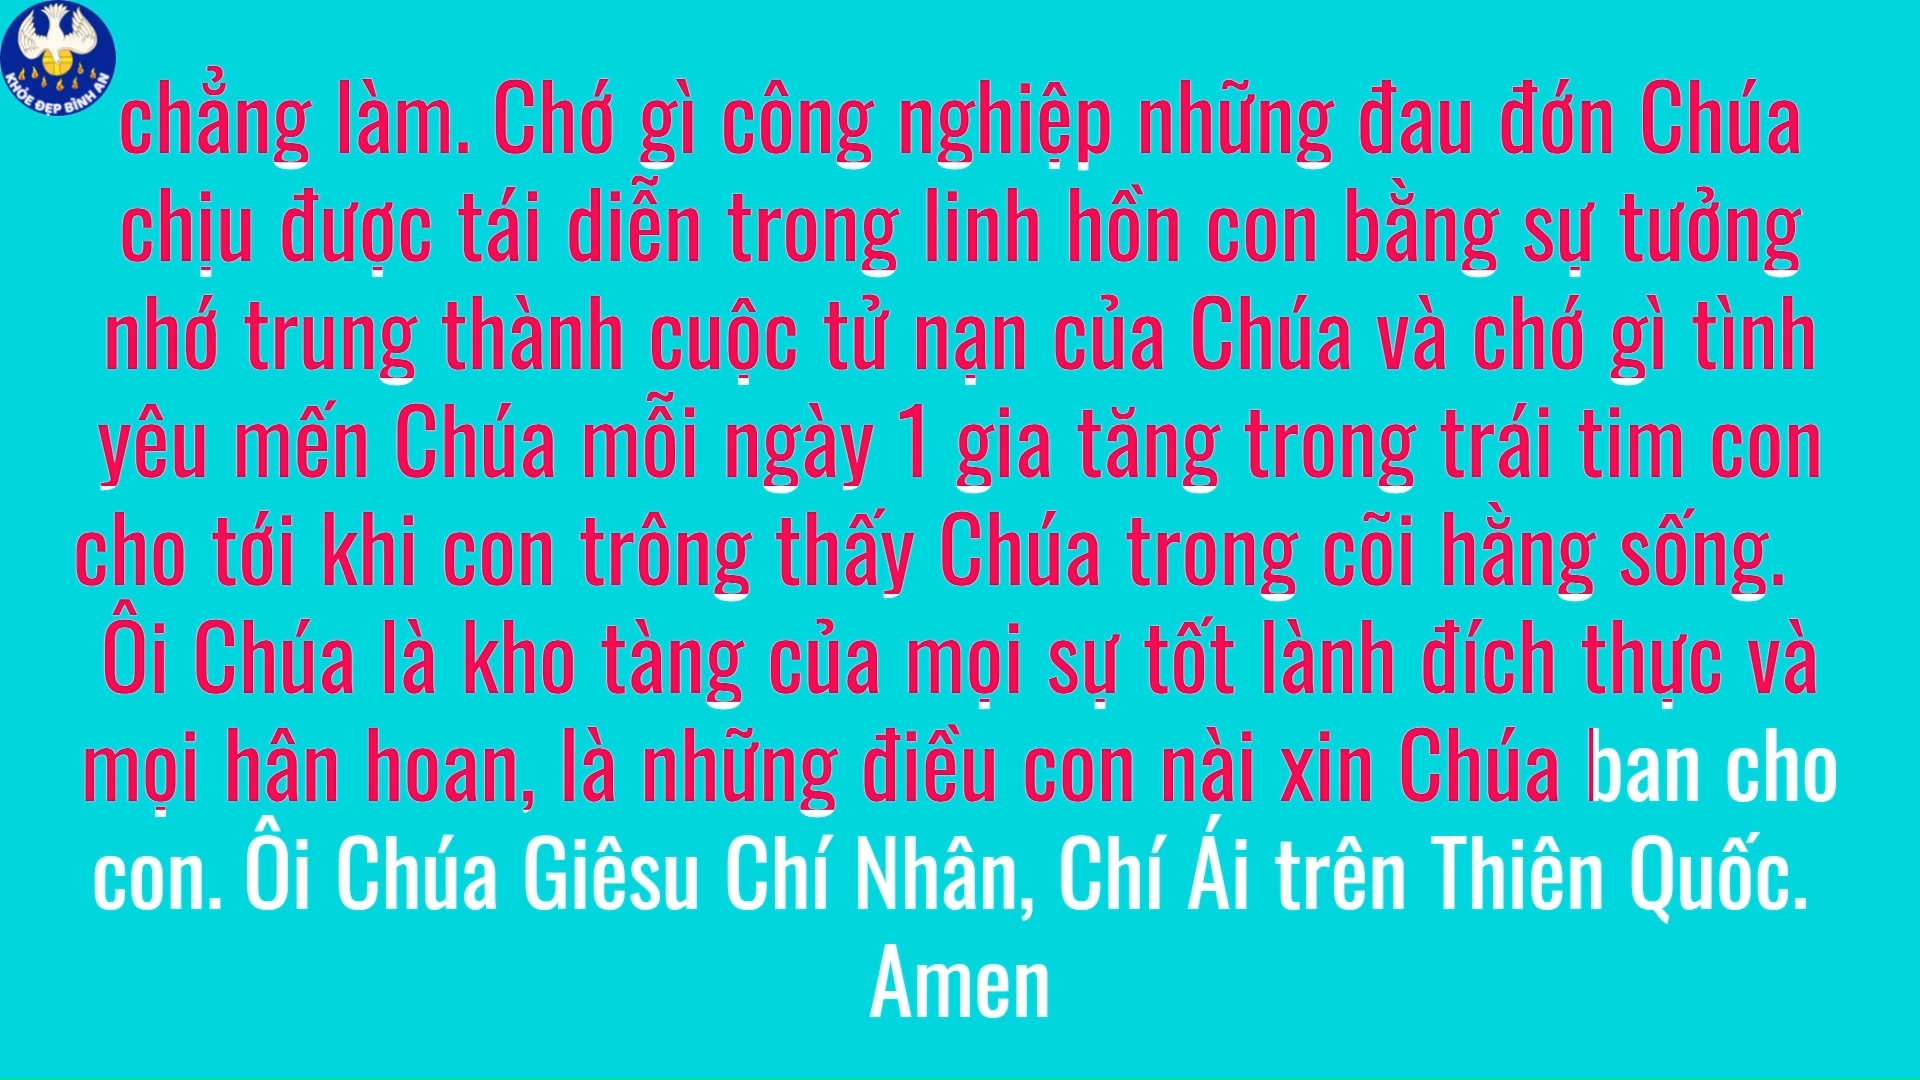 KHỎE ĐẸP BÌNH AN
chẳng làm. Chớ gì công nghiệp những đau đớn Chúa
chịu được tái diễn trong linh hồn con bằng sự tưởng
nhớ trung thành cuộc tử nạn của Chúa và chớ gì tình
yêu mến Chúa mỗi ngày 1 gia tăng trong trái tim con
cho tới khi con trông thấy Chúa trong cõi hằng sống.
Ôi Chúa là kho tàng của mọi sự tốt lành đích thực và
mọi hân hoan, là những điều con nài xin Chúa ban cho
con. Ôi Chúa Giêsu Chí Nhân, Chí Ái trên Thiên Quốc.
Amen